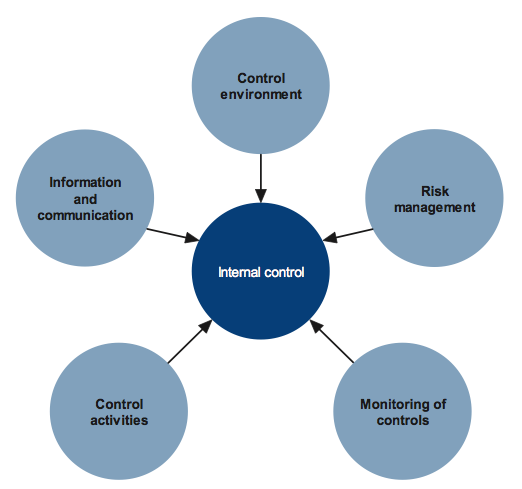 Control
environment
Information
and
communication
Risk
management
Internal control
Control
activities
Monitoring of
controls